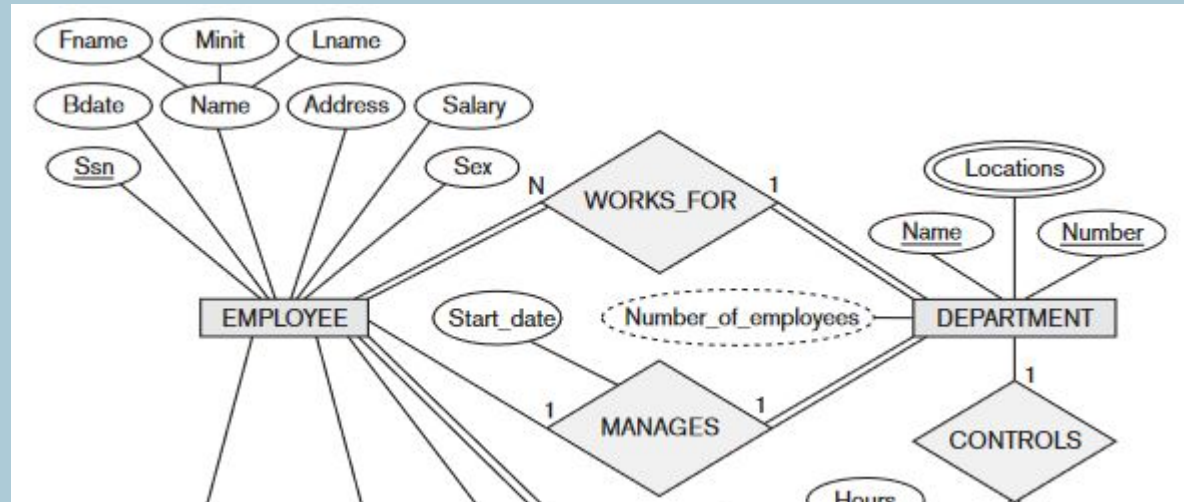 Fname
Minit
Lname
Bdate
Name
Address
Salary
Ssn
Sex
N
WORKS_FOR
1
Locations
Name
Number
EMPLOYEE
Start_date
Number_of_employees
DEPARTMENT
1
MANAGES
1
1
CONTROLS
Hours